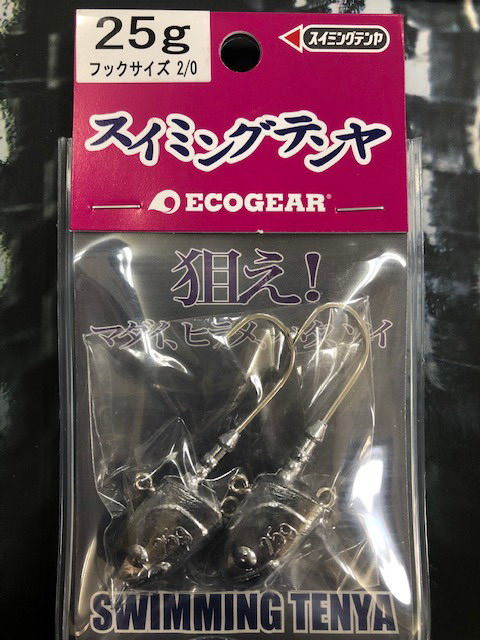 25g
フックサイズ 2/0
スイミングテンヤ
スイミングテンヤ
ECOGEAR®
狙え!
マダイ、ヒラメ
25g
SWIMMING TENYA